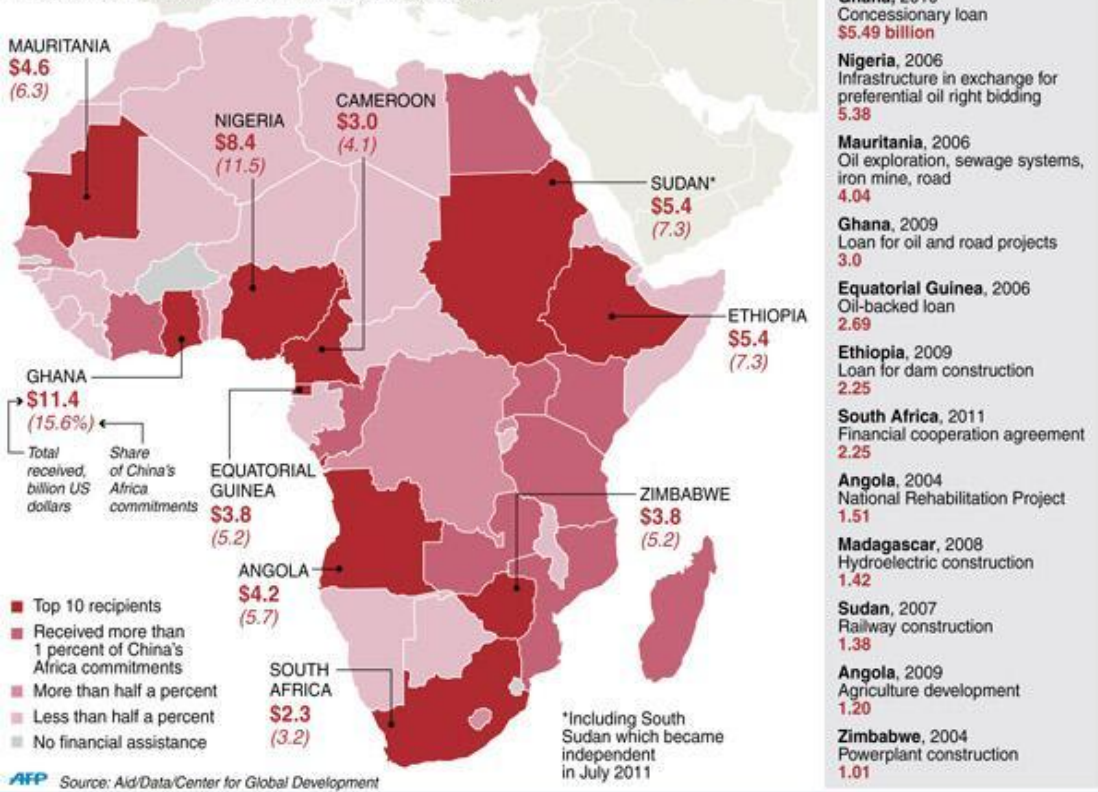 MAURITANIA
$4.6
(6.3)
NIGERIA
$8.4
(11.5)
CAMEROON
$3.0
(4.1)
SUDAN*
$5.4
(7.3)
ETHIOPIA
$5.4
(7.3)
GHANA
$11.4
(15.6%)
Total
received,
billion US
dollars
Share
of China's
Africa
commitments
EQUATORIAL
GUINEA
$3.8
(5.2)
ZIMBABWE
$3.8
(5.2)
ANGOLA
$4.2
(5.7)
SOUTH
AFRICA
$2.3
(3.2)
Top 10 recipients
Received more than
1 percent of China's
Africa commitments
More than half a percent
Less than half a percent
No financial assistance
*Including South
Sudan which became
independent
in July 2011
AFP Source: Aid/Data/Center for Global Development
Concessionary loan
$5.49 billion
Nigeria, 2006
Infrastructure in exchange for
preferential oil right bidding
5.38
Mauritania, 2006
Oil exploration, sewage systems,
iron mine, road
4.04
Ghana, 2009
Loan for oil and road projects
3.0
Equatorial Guinea, 2006
Oil-backed loan
2.69
Ethiopia, 2009
Loan for dam construction
2.25
South Africa, 2011
Financial cooperation agreement
2.25
Angola, 2004
National Rehabilitation Project
1.51
Madagascar, 2008
Hydroelectric construction
1.42
Sudan, 2007
Railway construction
1.38
Angola, 2009
Agriculture development
1.20
Zimbabwe, 2004
Powerplant construction
1.01